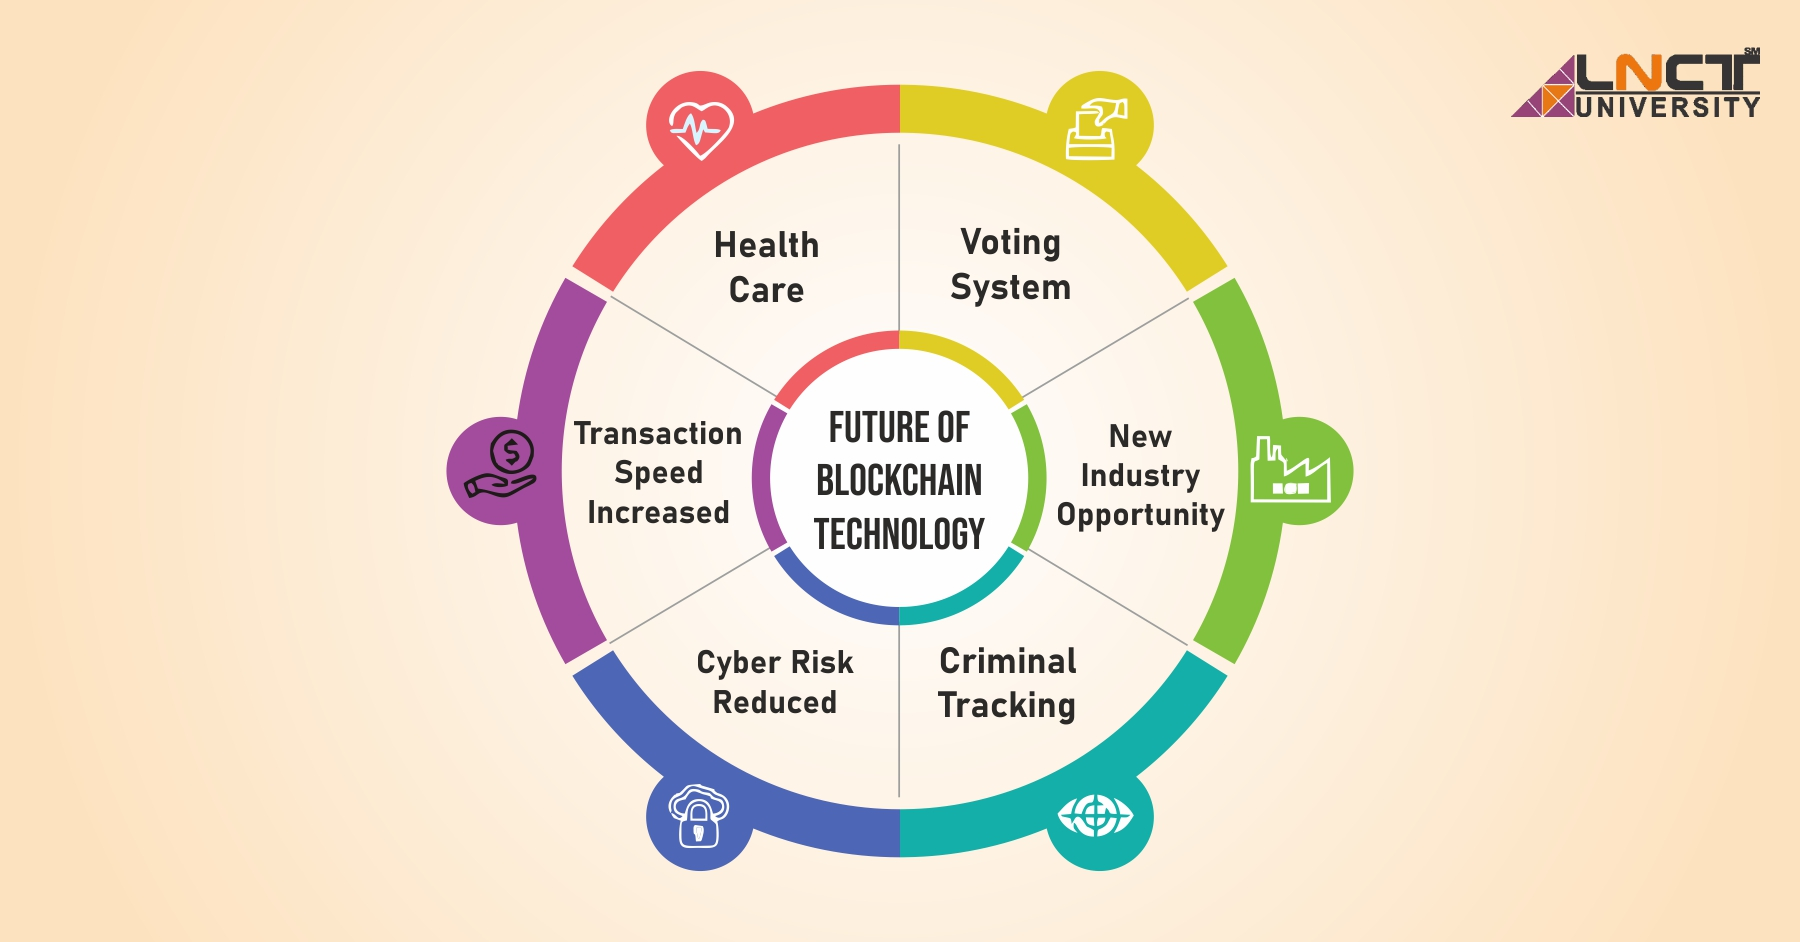 LNCT SM
UNIVERSITY
Health
Care
Voting
System
Transaction
Speed
Increased
FUTURE OF
BLOCKCHAIN
TECHNOLOGY
New
Industry
Opportunity
Cyber Risk
Reduced
Criminal
Tracking
$